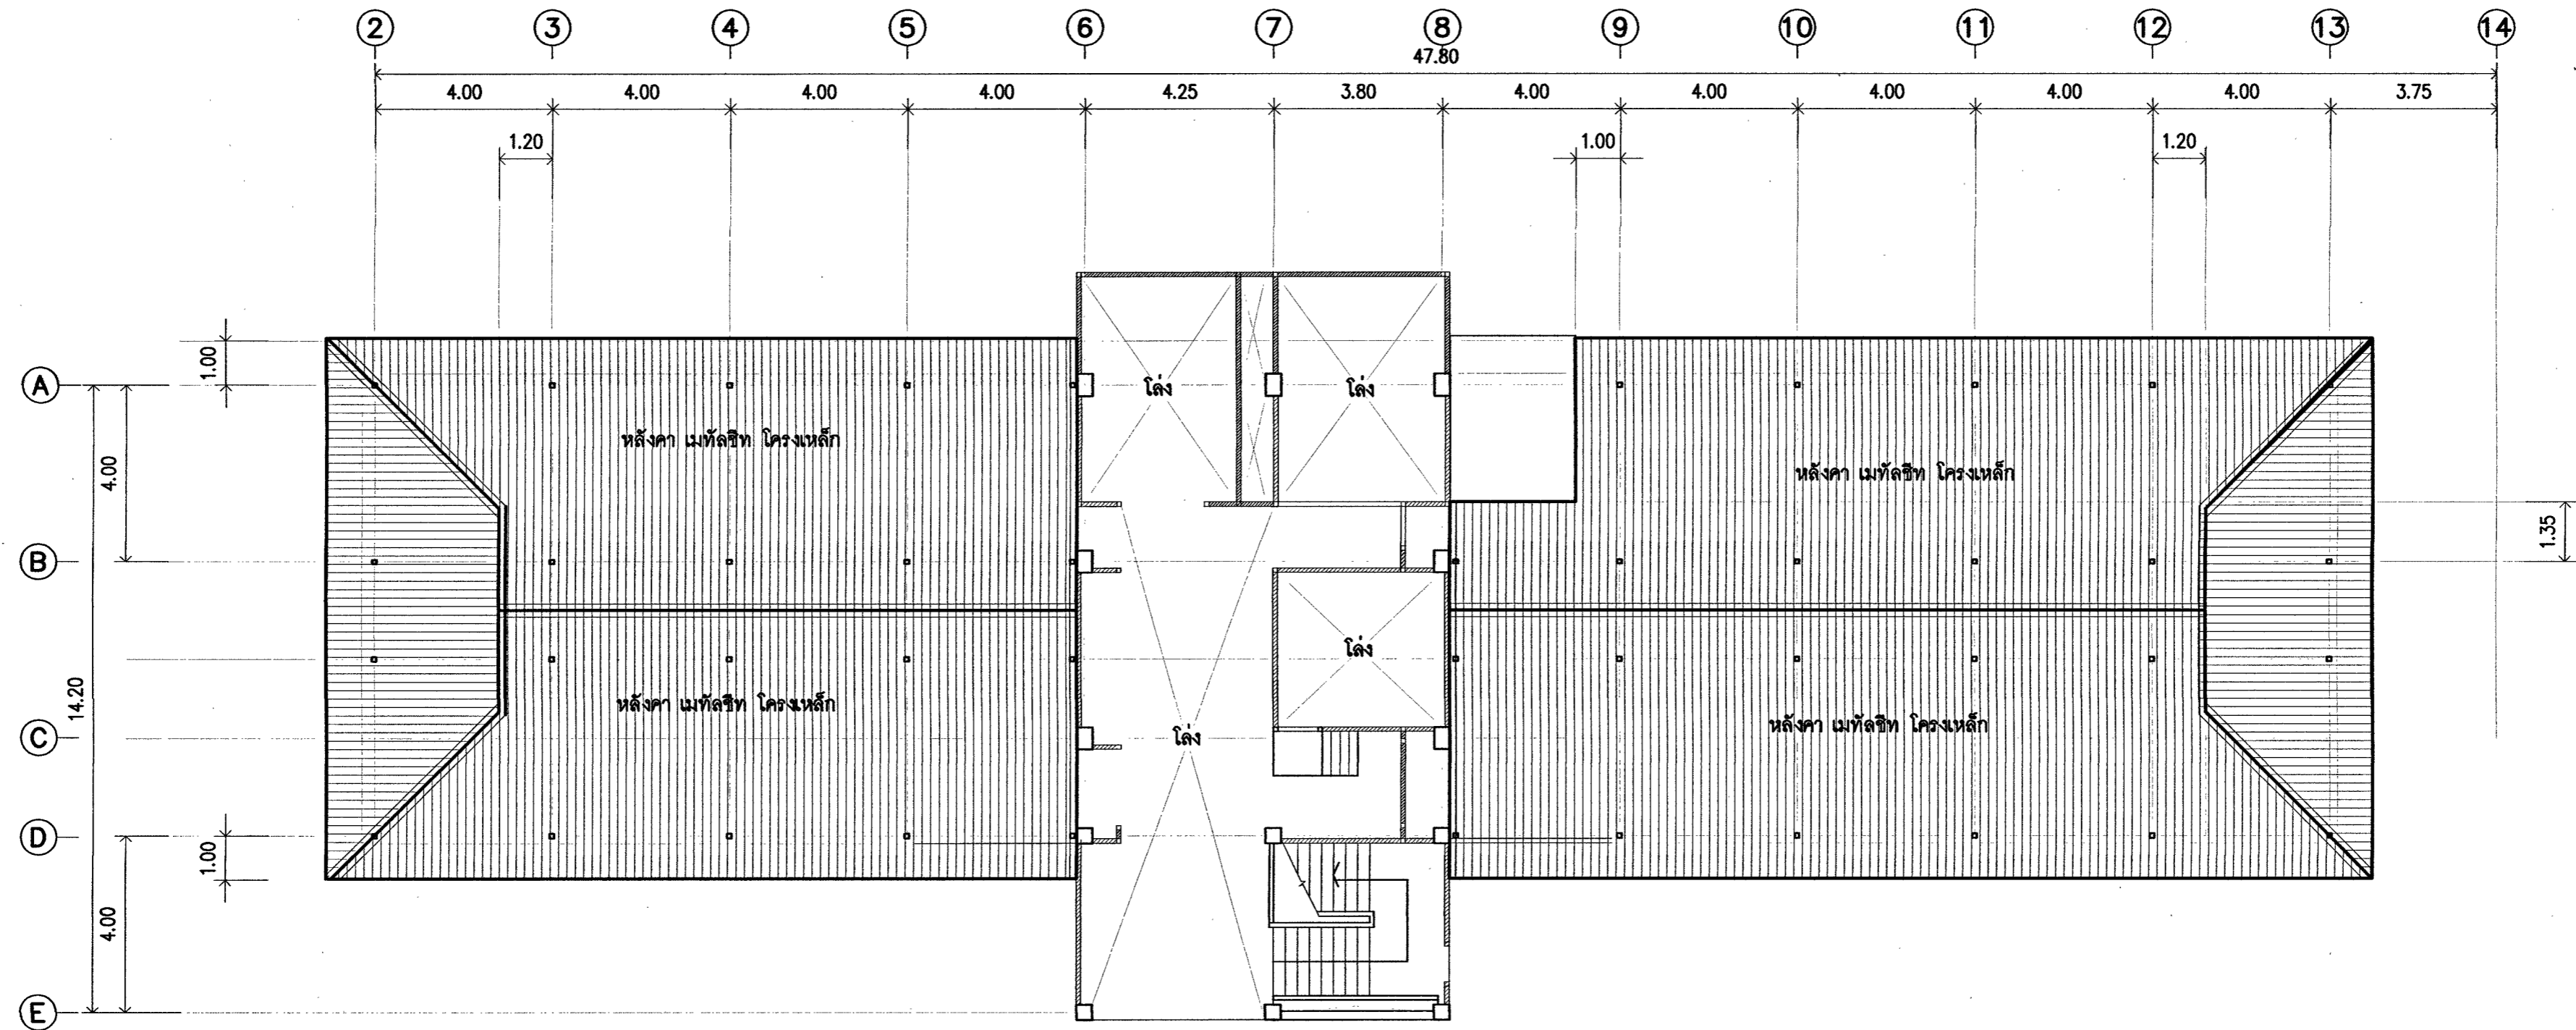 2 3 4 5 6 7 8 9 10 11 12 13 14
47.80
4.00 4.00 4.00 4.00 4.25 3.80 4.00 4.00 4.00 4.00 4.00 3.75
1.20 1.00 1.20
1.00
A
โล่ง โล่ง
หลังคา เมทัลชีท โครงเหล็ก
หลังคา เมทัลชีท โครงเหล็ก
4.00
1.35
B
โล่ง
14.20
หลังคา เมทัลชีท โครงเหล็ก
หลังคา เมทัลชีท โครงเหล็ก
C
โล่ง
D
1.00
4.00
E